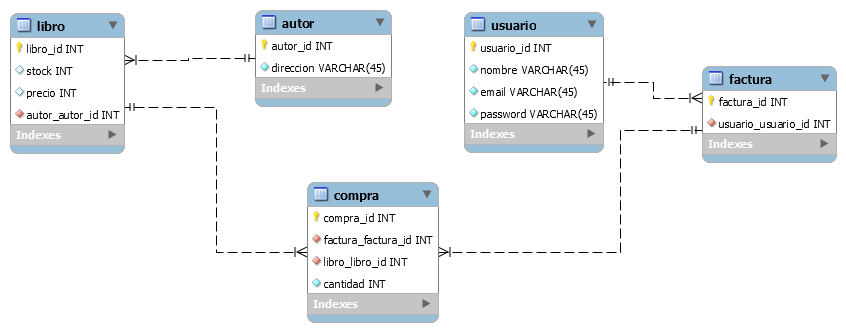 libro
libro_id INT
stock INT
precio INT
autor_autor_id INT
Indexes
autor
autor_id INT
direccion VARCHAR(45)
Indexes
usuario
usuario_id INT
nombre VARCHAR(45)
email VARCHAR(45)
password VARCHAR(45)
Indexes
factura
factura_id INT
usuario_usuario_id INT
Indexes
compra
compra_id INT
factura_factura_id INT
libro_libro_id INT
cantidad INT
Indexes